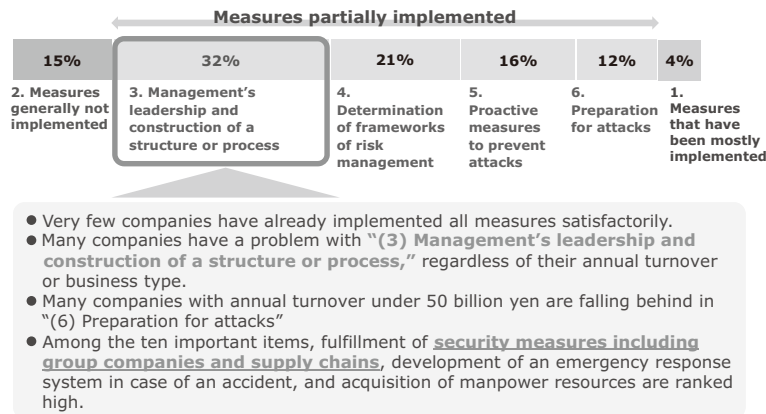 Measures partially implemented
15%
32%
21%
16%
12%
4%
2. Measures
generally not
implemented
3. Management's
leadership and
construction of a
structure or process
4.
Determination
of frameworks
of risk
management
5.
Proactive
measures
to prevent
attacks
6.
Preparation
for attacks
1.
Measures
that have
been mostly
implemented
● Very few companies have already implemented all measures satisfactorily.
● Many companies have a problem with “(3) Management’s leadership and
construction of a structure or process,” regardless of their annual turnover
or business type.
● Many companies with annual turnover under 50 billion yen are falling behind in
“(6) Preparation for attacks”
● Among the ten important items, fulfillment of security measures including
group companies and supply chains, development of an emergency response
system in case of an accident, and acquisition of manpower resources are ranked
high.